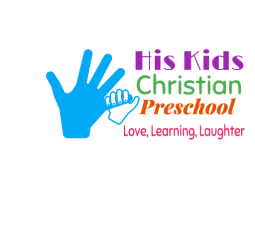 His Kids
Christian
Preschool
Love, Learning, Laughter